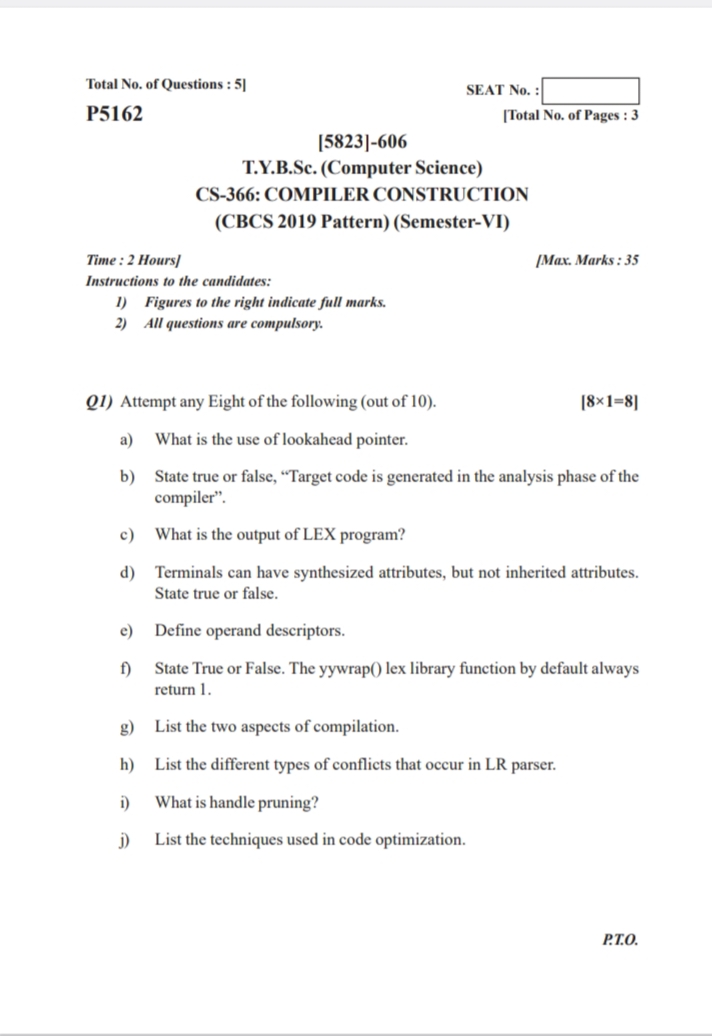 Total No. of Questions : 5]
SEAT No. :
P5162
[Total No. of Pages : 3
[5823]-606
T.Y.B.Sc. (Computer Science)
CS-366: COMPILER CONSTRUCTION
(CBCS 2019 Pattern) (Semester-VI)
Time : 2 Hours]
[Max. Marks : 35
Instructions to the candidates:
1) Figures to the right indicate full marks.
2) All questions are compulsory.
Q1) Attempt any Eight of the following (out of 10). [8×1=8]
a) What is the use of lookahead pointer.
b) State true or false, “Target code is generated in the analysis phase of the
compiler”.
c) What is the output of LEX program?
d) Terminals can have synthesized attributes, but not inherited attributes.
State true or false.
e) Define operand descriptors.
f) State True or False. The yywrap() lex library function by default always
return 1.
g) List the two aspects of compilation.
h) List the different types of conflicts that occur in LR parser.
i) What is handle pruning?
j) List the techniques used in code optimization.
P.T.O.